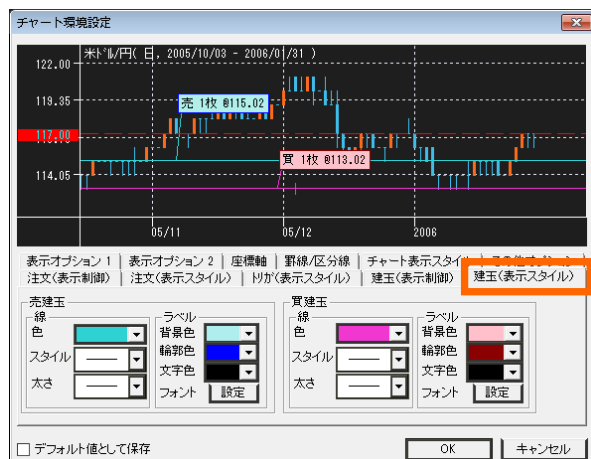 チャート環境設定
米ドル/円( 日, 2005/10/03 - 2006/01/31 )
122.00
119.35
売 1枚 @115.02
117.00
買 1枚 @113.02
114.05
05/11 05/12 2006
表示オプション 1 表示オプション 2 座標軸 罫線/区分線 チャート表示スタイル その他オプション
注文(表示制御) 注文(表示スタイル) トリガ(表示スタイル) 建玉(表示制御) 建玉(表示スタイル)
売建玉 買建玉
線 ラベル 線 ラベル
色 背景色 色 背景色
スタイル 輪郭色 スタイル 輪郭色
文字色 文字色
太さ フォント 設定 太さ フォント 設定
デフォルト値として保存 OK キャンセル